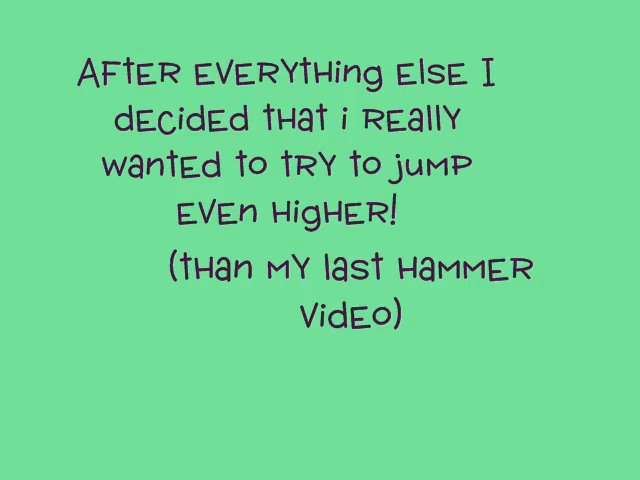 After everything else I
decided that i really
wanted to try to jump
even higher!
(than my last hammer
video)